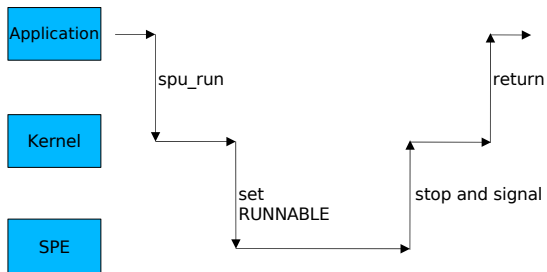 Application
spu_run
return
Kernel
set
RUNNABLE
stop and signal
SPE